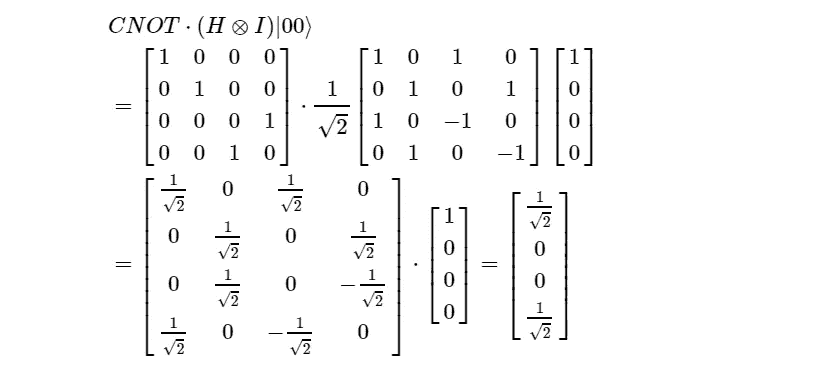 CNOT · (H ⊗ I)|00⟩
= [1 0 0 0; 0 1 0 0; 0 0 0 1; 0 0 1 0] · 1/√2 [1 0 1 0; 0 1 0 1; 1 0 −1 0; 0 1 0 −1] [1; 0; 0; 0]
= [1/√2 0 1/√2 0; 0 1/√2 0 1/√2; 0 1/√2 0 −1/√2; 1/√2 0 −1/√2 0] · [1; 0; 0; 0] = [1/√2; 0; 0; 1/√2]